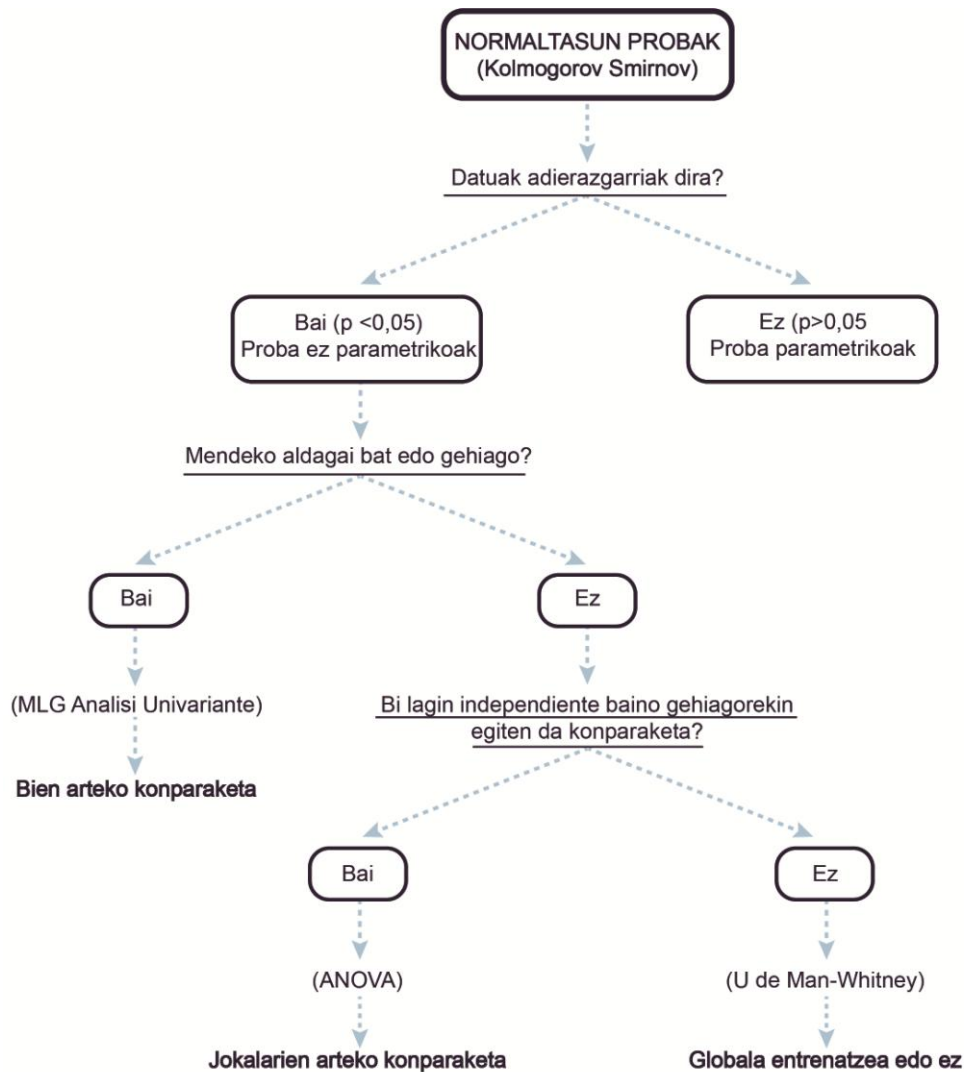 NORMALTASUN PROBAK
(Kolmogorov Smirnov)
Datuak adierazgarriak dira?
Bai (p <0,05)
Proba ez parametrikoak
Ez (p>0,05
Proba parametrikoak
Mendeko aldagai bat edo gehiago?
Bai
Ez
(MLG Analisi Univariante)
Bien arteko konparaketa
Bi lagin independiente baino gehiagorekin
egiten da konparaketa?
Bai
Ez
(ANOVA)
(U de Man-Whitney)
Jokalarien arteko konparaketa
Globala entrenatzea edo ez